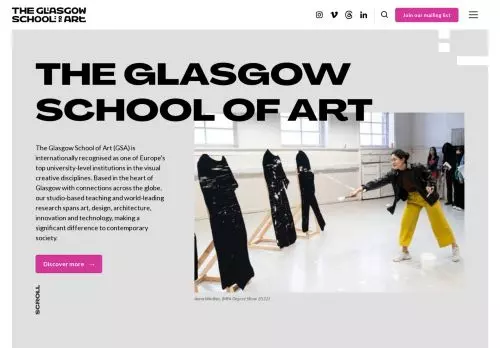 THE GLASGOW
SCHOOL OF ART
Join our mailing list
THE GLASGOW
SCHOOL OF ART
The Glasgow School of Art (GSA) is
internationally recognised as one of Europe's
top university-level institutions in the visual
creative disciplines. Based in the heart of
Glasgow with connections across the globe,
our studio-based teaching and world-leading
research spans art, design, architecture,
innovation and technology, making a
significant difference to contemporary
society.
Discover more →
SCROLL